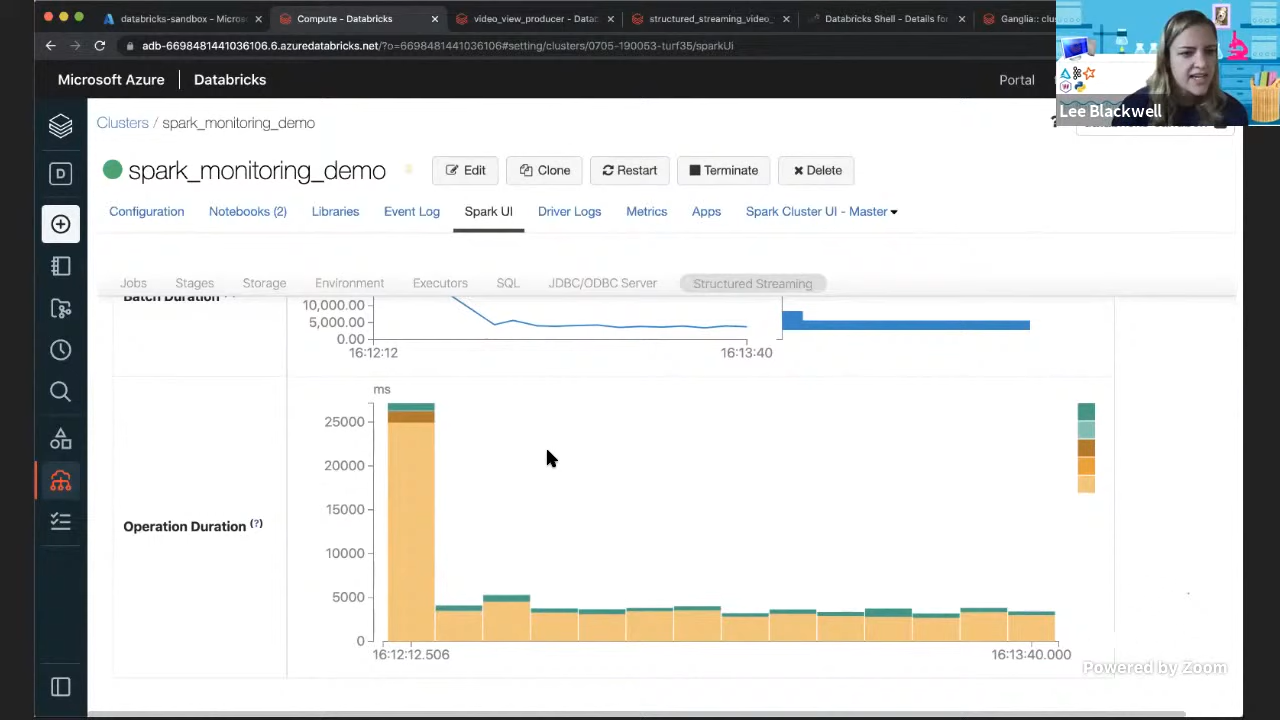 databricks-sandbox – Micros
Compute - Databricks
video_view_producer - Datab
structured_streaming_video_
Databricks Shell - Details for
Ganglia:: clus
adb-6698481441036106.6.azuredatabricks.net/?o=6698481441036106#setting/clusters/0705-190053-turf35/sparkUi
Microsoft Azure
Databricks
Portal
Lee Blackwell
Clusters / spark_monitoring_demo
spark_monitoring_demo
Edit
Clone
Restart
Terminate
Delete
Configuration
Notebooks (2)
Libraries
Event Log
Spark UI
Driver Logs
Metrics
Apps
Spark Cluster UI - Master
Jobs
Stages
Storage
Environment
Executors
SQL
JDBC/ODBC Server
Structured Streaming
Batch Duration
10,000.00
5,000.00
0.00
16:12:12
16:13:40
ms
25000
20000
15000
10000
5000
0
Operation Duration (?)
16:12:12.506
16:13:40.000
Powered by Zoom